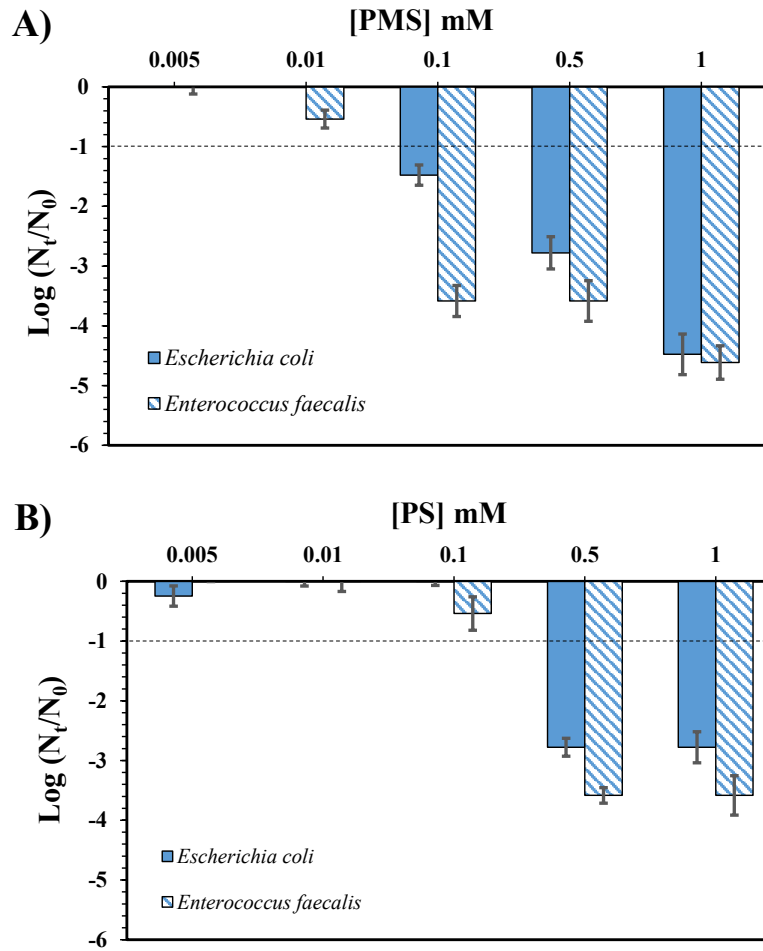 A)
[PMS] mM
0.005 0.01 0.1 0.5 1
0
-1
-2
-3
-4
-5
-6
Log (Nt/N0)
Escherichia coli
Enterococcus faecalis
B)
[PS] mM
0.005 0.01 0.1 0.5 1
0
-1
-2
-3
-4
-5
-6
Log (Nt/N0)
Escherichia coli
Enterococcus faecalis